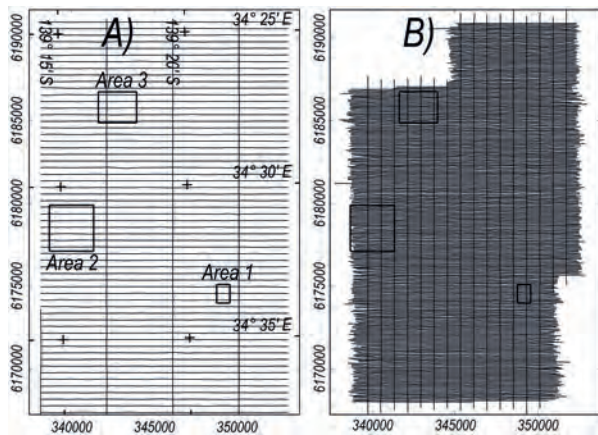 A)
139° 15' S
139° 20' S
34° 25' E
Area 3
34° 30' E
Area 2
Area 1
34° 35' E
6190000
6185000
6180000
6175000
6170000
340000
345000
350000
B)
6190000
6185000
6180000
6175000
6170000
340000
345000
350000